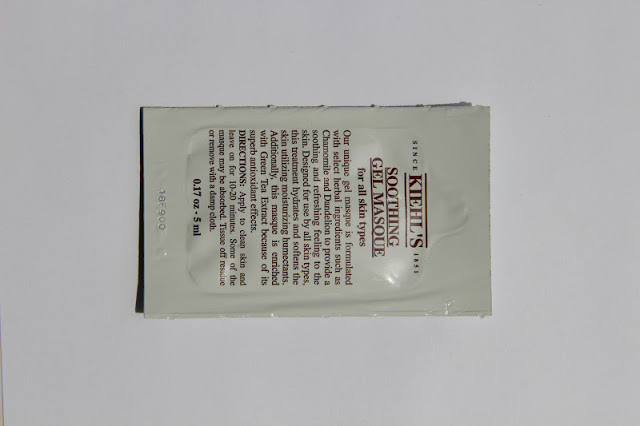 SINCE KIEHL'S 1851
SOOTHING
GEL MASQUE
for all skin types
Our unique gel masque is formulated
with select herbal ingredients such as
Chamomile and Dandelion to provide a
soothing and refreshing feeling to the
skin. Designed for use by all skin types,
this treatment hydrates and softens the
skin utilizing moisturizing humectants.
Additionally, this masque is enriched
with Green Tea Extract because of its
superb antioxidant effects.
DIRECTIONS: Apply to clean skin and
leave on for 10-20 minutes. Some of the
masque may be absorbed. Tissue off residue
or remove with a damp cloth.
0.17 oz - 5 ml